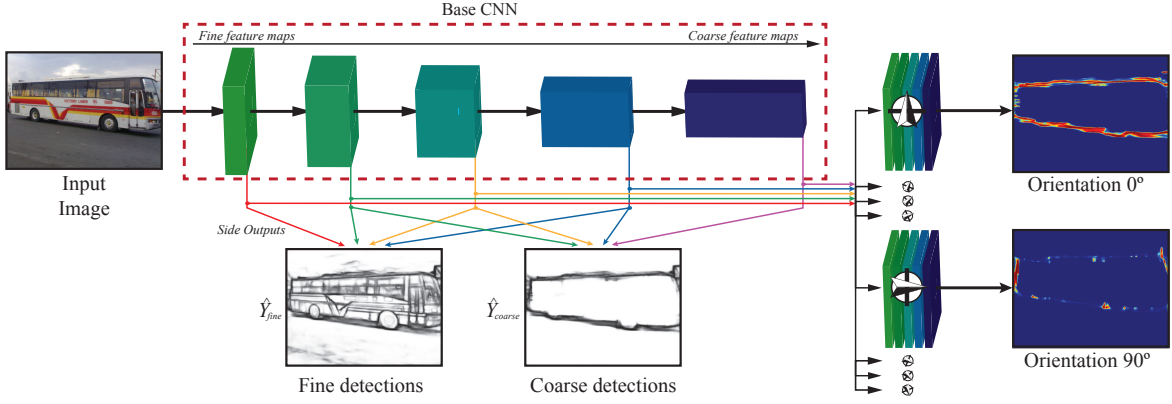 Base CNN
Fine feature maps
Coarse feature maps
Input
Image
Side Outputs
Ŷfine
Fine detections
Ŷcoarse
Coarse detections
Orientation 0º
Orientation 90º